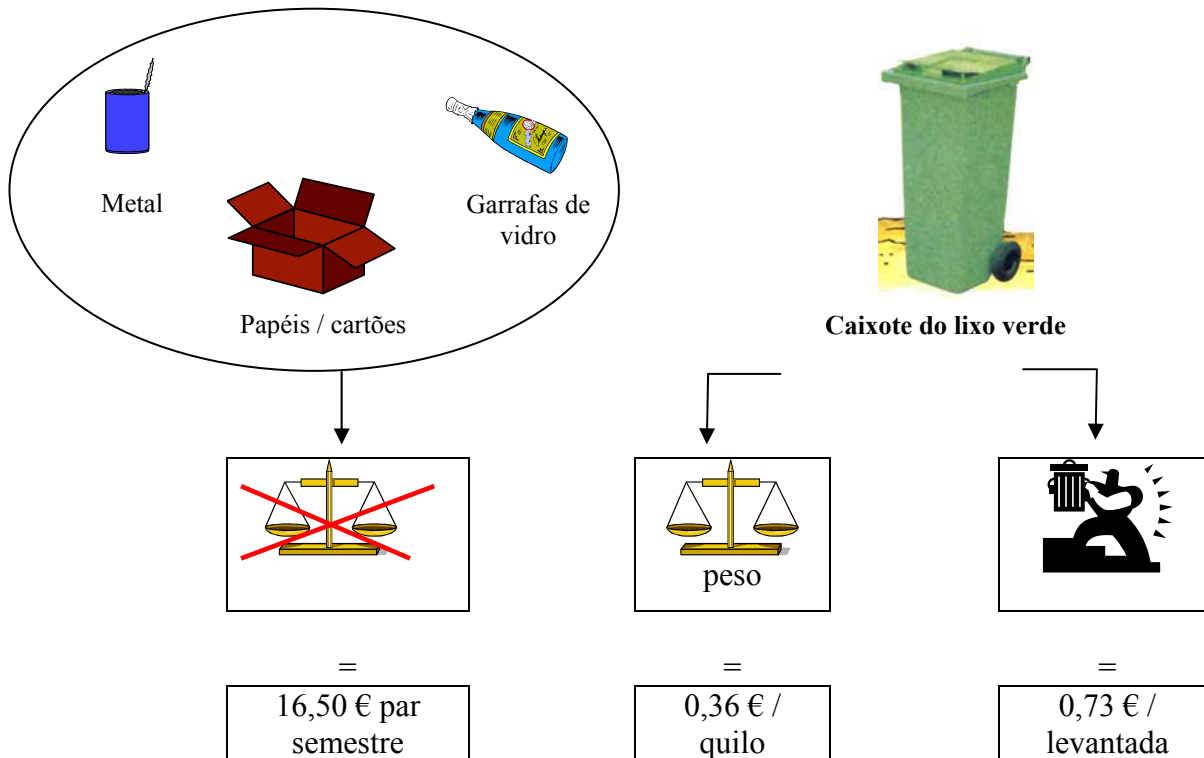 Metal
Garrafas de
vidro
Papéis / cartões
Caixote do lixo verde
peso
=
=
=
16,50 € par
semestre
0,36 € /
quilo
0,73 € /
levantada